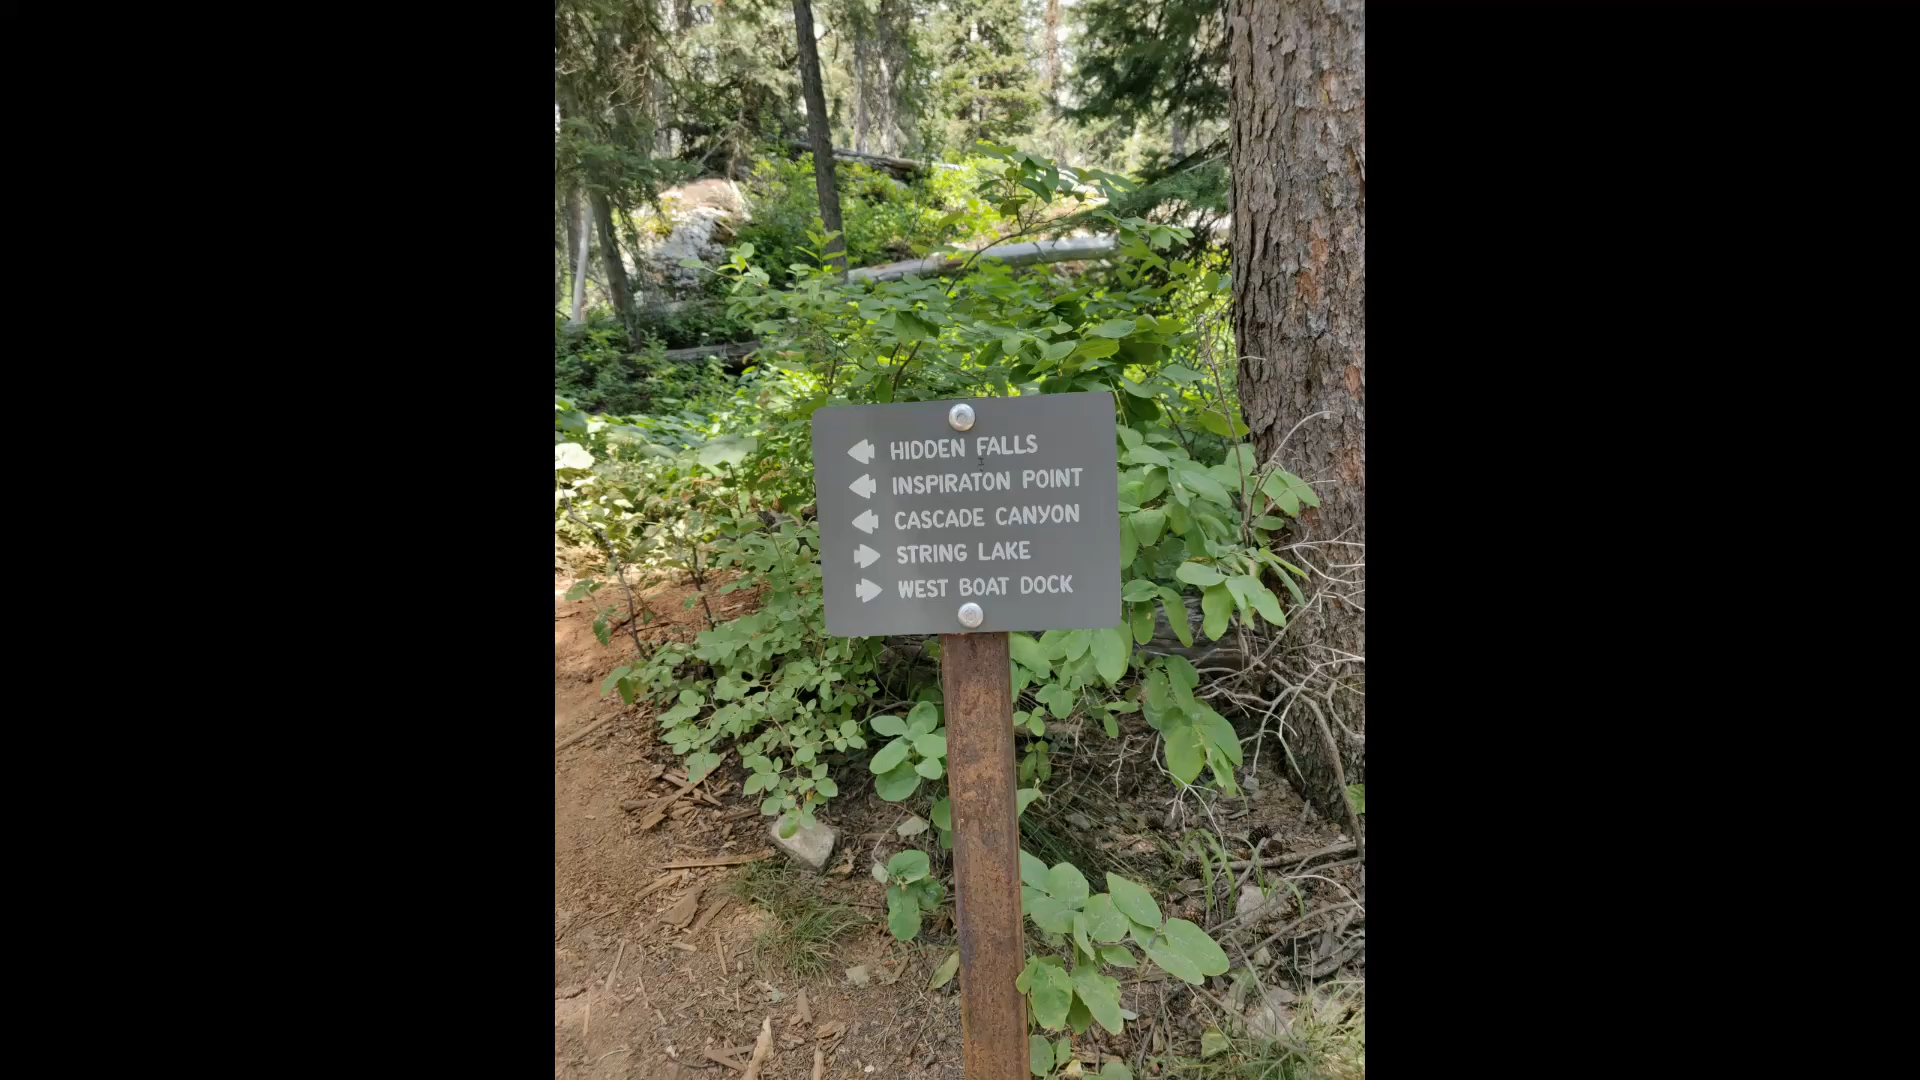 HIDDEN FALLS
INSPIRATON POINT
CASCADE CANYON
STRING LAKE
WEST BOAT DOCK